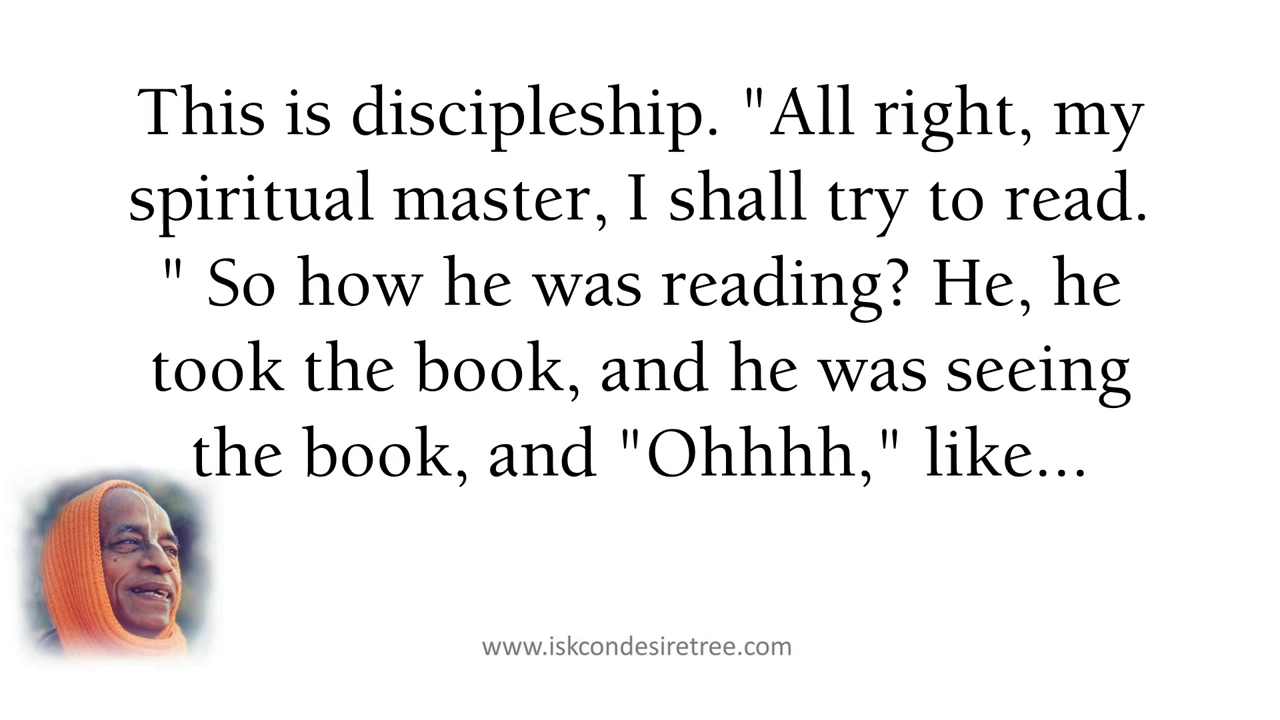 This is discipleship. "All right, my
spiritual master, I shall try to read.
" So how he was reading? He, he
took the book, and he was seeing
the book, and "Ohhhh," like...
www.iskcondesiretree.com